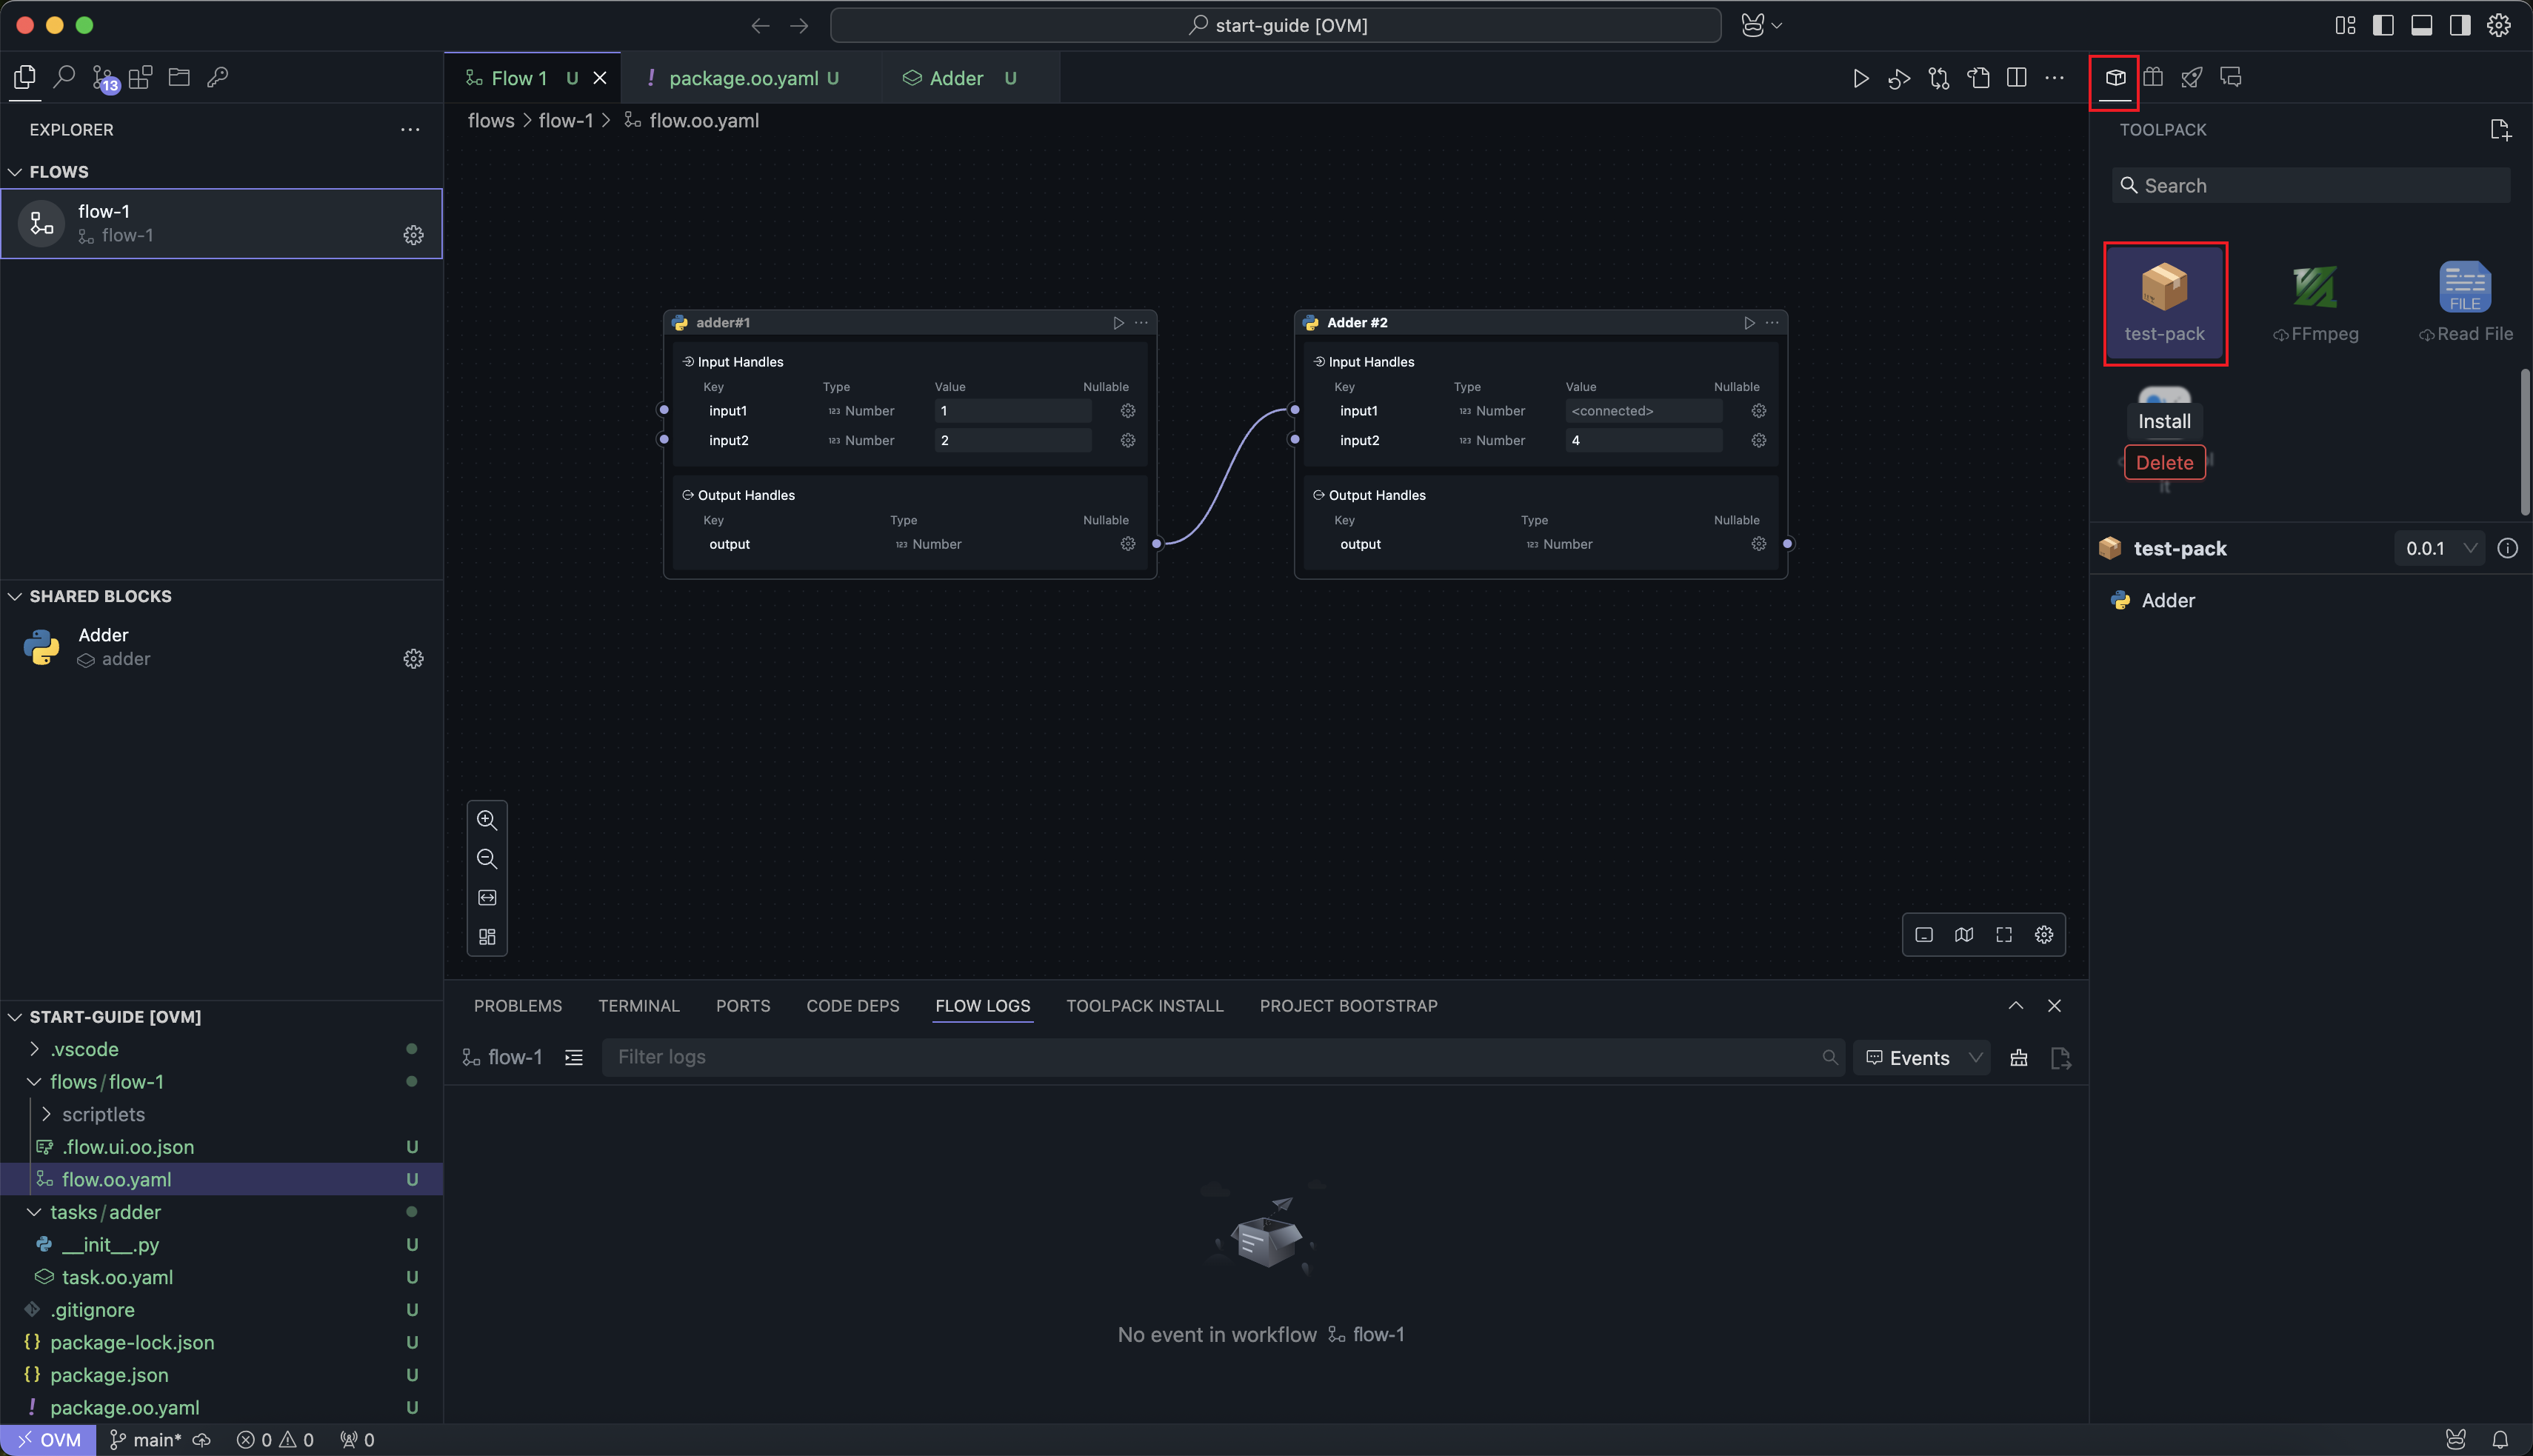 start-guide [OVM]
13
EXPLORER
FLOWS
flow-1
flow-1
SHARED BLOCKS
Adder
adder
START-GUIDE [OVM]
.vscode
flows/flow-1
scriptlets
.flow.ui.oo.json U
flow.oo.yaml U
tasks/adder
__init__.py U
task.oo.yaml U
.gitignore U
package-lock.json U
package.json U
package.oo.yaml U
Flow 1 U
package.oo.yaml U
Adder U
flows > flow-1 > flow.oo.yaml
adder#1
Input Handles
Key Type Value Nullable
input1 123 Number 1
input2 123 Number 2
Output Handles
Key Type Nullable
output 123 Number
Adder #2
Input Handles
Key Type Value Nullable
input1 123 Number <connected>
input2 123 Number 4
Output Handles
Key Type Nullable
output 123 Number
PROBLEMS TERMINAL PORTS CODE DEPS FLOW LOGS TOOLPACK INSTALL PROJECT BOOTSTRAP
flow-1 Filter logs Events
No event in workflow flow-1
TOOLPACK
Search
test-pack FFmpeg FILE Read File
Install
Delete
it
test-pack 0.0.1
Adder
OVM main* 0 0 0